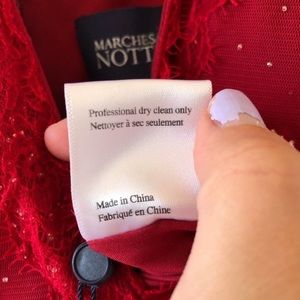 MARCHES
NOTT
Professional dry clean only
Nettoyer à sec seulement
Made in China
Fabriqué en Chine